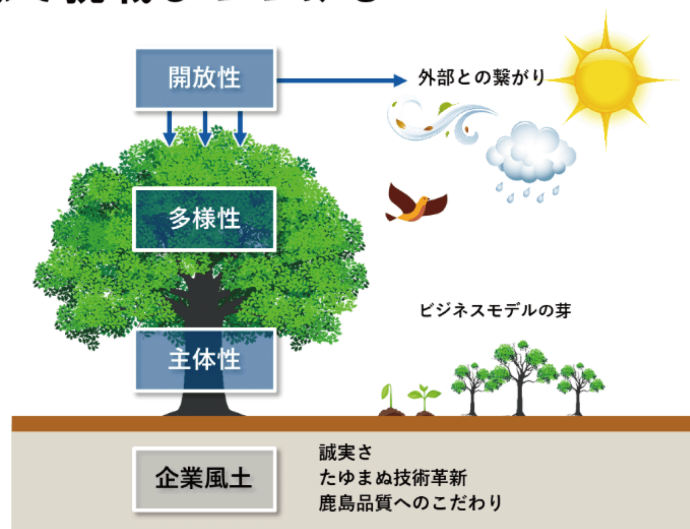 開放性
外部との繋がり
多様性
ビジネスモデルの芽
主体性
企業風土
誠実さ
たゆまぬ技術革新
鹿島品質へのこだわり